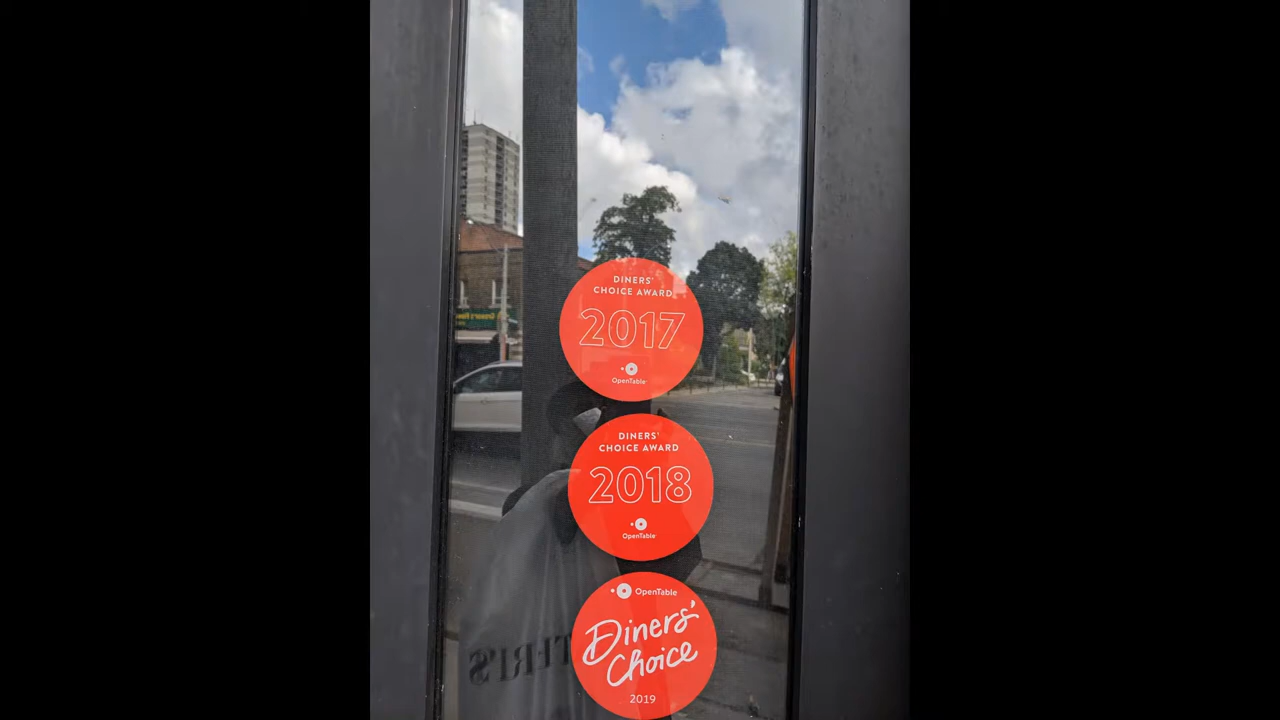 DINERS'
CHOICE AWARD
2017
OpenTable
DINERS'
CHOICE AWARD
2018
OpenTable
OpenTable
Diners'
Choice
2019